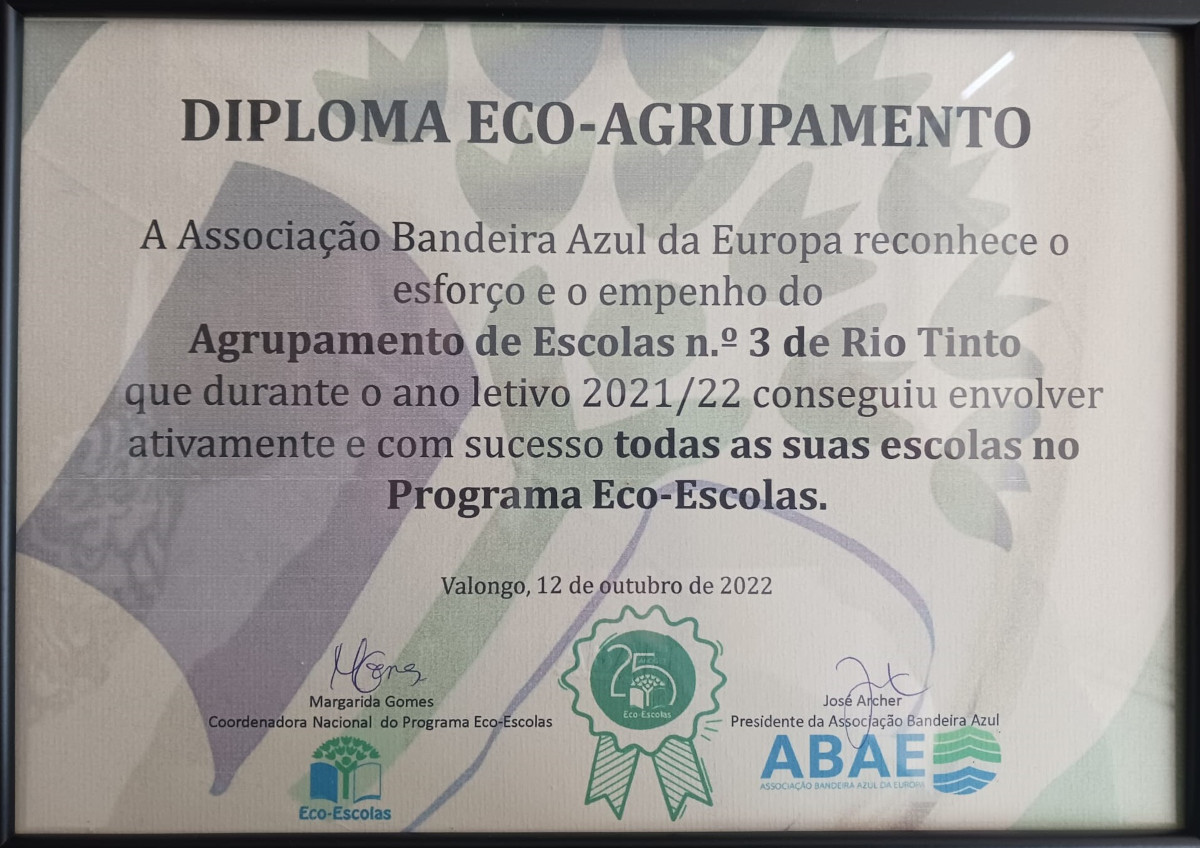 DIPLOMA ECO-AGRUPAMENTO
A Associação Bandeira Azul da Europa reconhece o
esforço e o empenho do
Agrupamento de Escolas n.º 3 de Rio Tinto
que durante o ano letivo 2021/22 conseguiu envolver
ativamente e com sucesso todas as suas escolas no
Programa Eco-Escolas.
Valongo, 12 de outubro de 2022
Margarida Gomes
Coordenadora Nacional do Programa Eco-Escolas
Eco-Escolas
25
Eco-Escolas
José Archer
Presidente da Associação Bandeira Azul
ABAE
ASSOCIAÇÃO BANDEIRA AZUL DA EUROPA